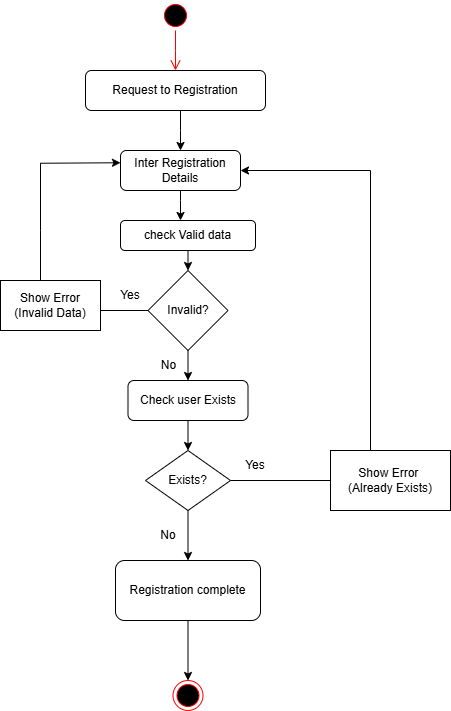 Request to Registration
Inter Registration
Details
check Valid data
Show Error
(Invalid Data)
Yes
Invalid?
No
Check user Exists
Exists?
Yes
Show Error
(Already Exists)
No
Registration complete